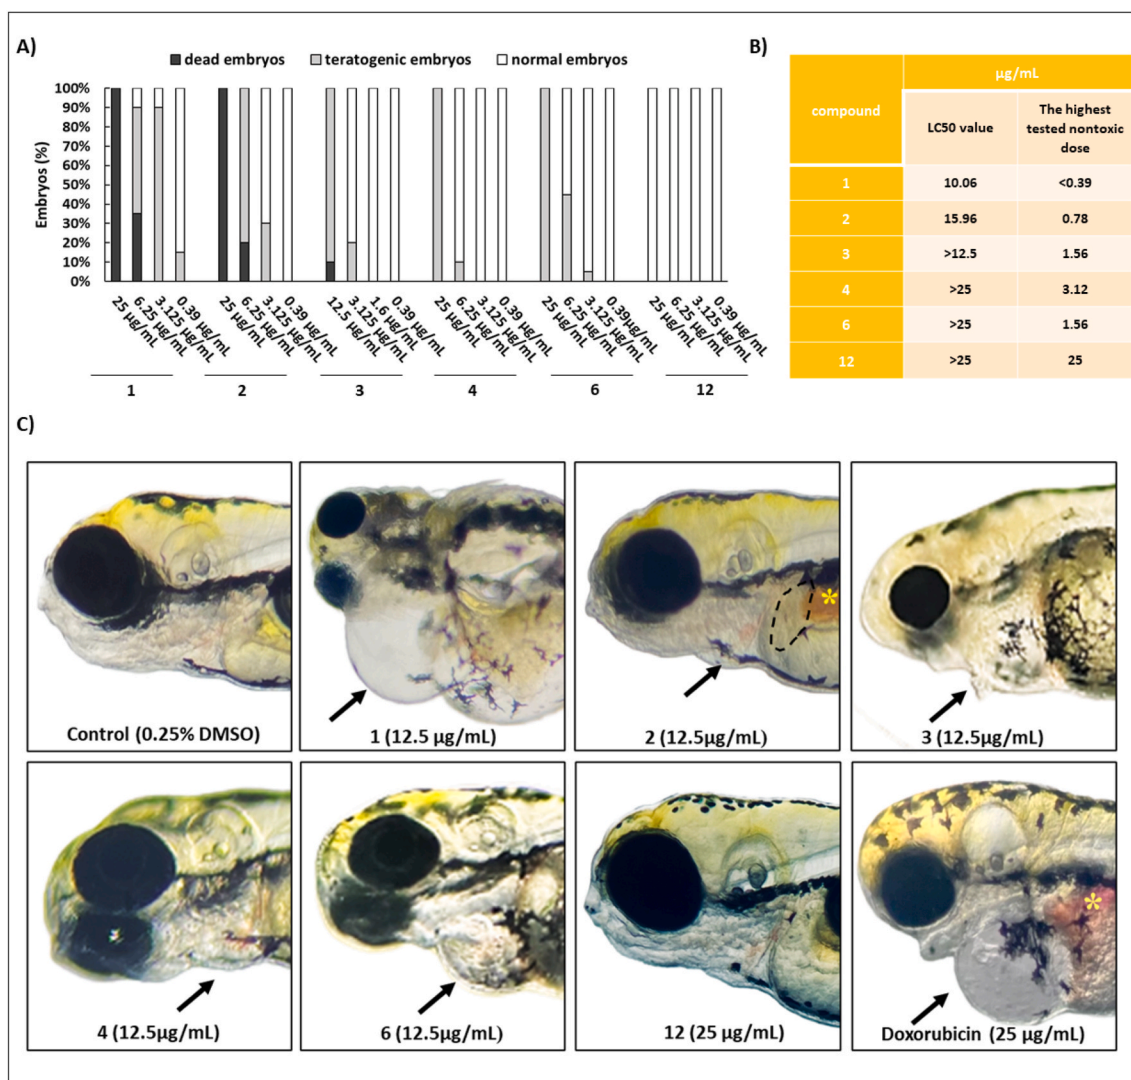 A)
dead embryos teratogenic embryos normal embryos
Embryos (%)
100%
90%
80%
70%
60%
50%
40%
30%
20%
10%
0%
25 µg/mL 6.25 µg/mL 3.125 µg/mL 0.39 µg/mL
25 µg/mL 6.25 µg/mL 3.125 µg/mL 0.39 µg/mL
12.5 µg/mL 3.125 µg/mL 1.6 µg/mL 0.39 µg/mL
25 µg/mL 6.25 µg/mL 3.125 µg/mL 0.39 µg/mL
25 µg/mL 6.25 µg/mL 3.125 µg/mL 0.39µg/mL
25 µg/mL 6.25 µg/mL 3.125 µg/mL 0.39 µg/mL
1 2 3 4 6 12
B)
compound µg/mL
LC50 value The highest tested nontoxic dose
1 10.06 <0.39
2 15.96 0.78
3 >12.5 1.56
4 >25 3.12
6 >25 1.56
12 >25 25
C)
*
Control (0.25% DMSO) 1 (12.5 µg/mL) 2 (12.5µg/mL) 3 (12.5µg/mL)
*
4 (12.5µg/mL) 6 (12.5µg/mL) 12 (25 µg/mL) Doxorubicin (25 µg/mL)